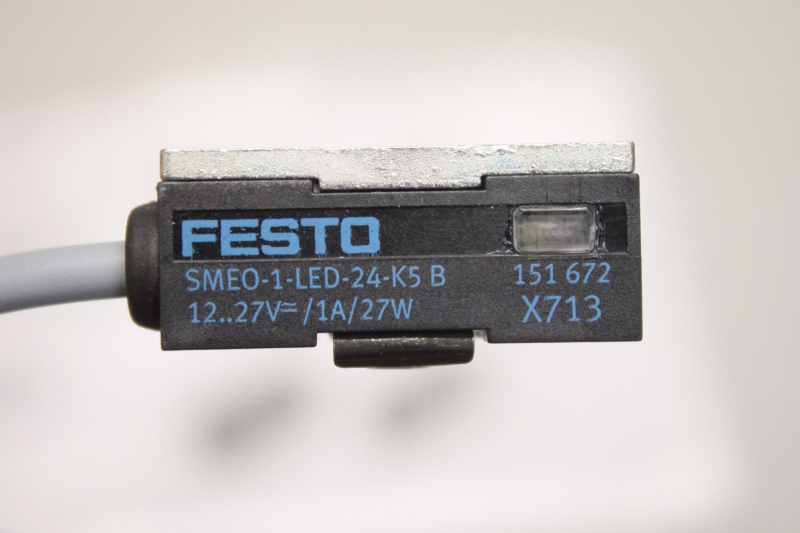 FESTO
SMEO-1-LED-24-K5 B 151 672
12..27V≂/1A/27W X713